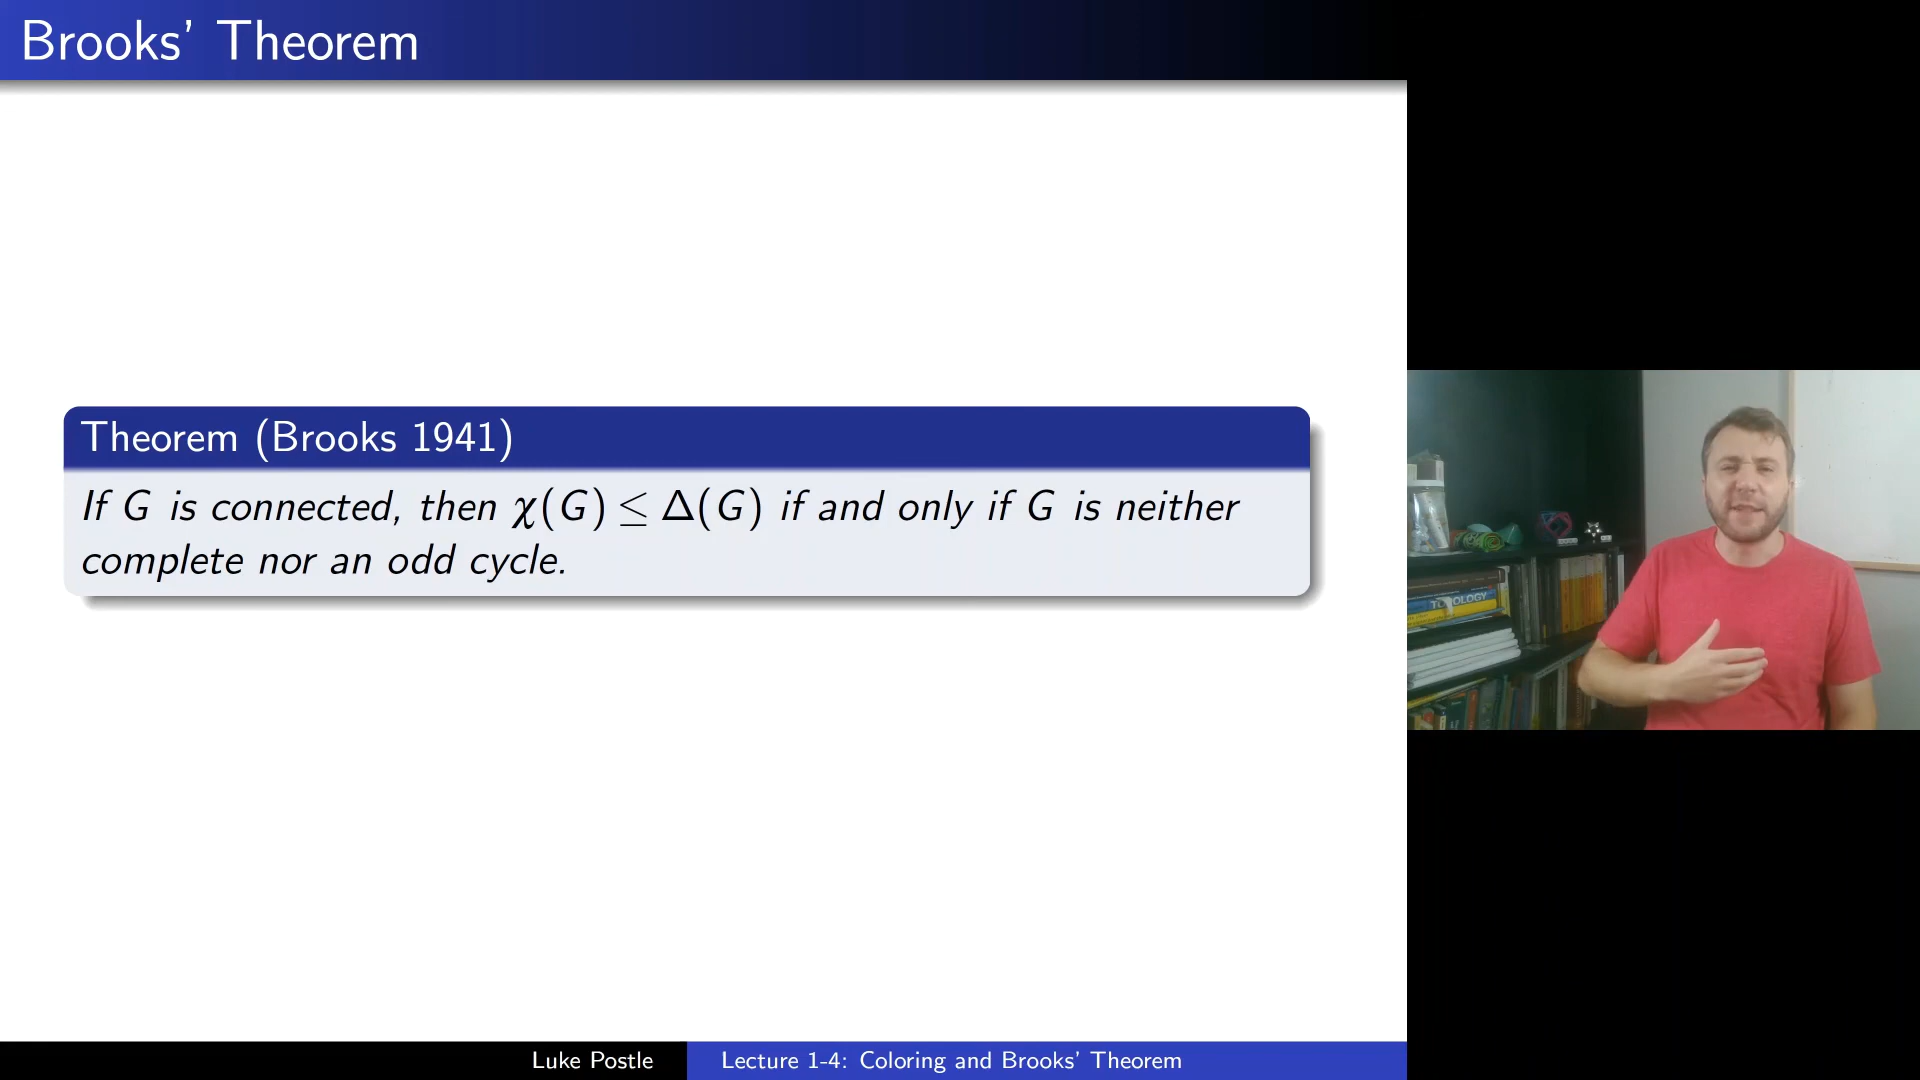 Brooks’ Theorem
Theorem (Brooks 1941)
If G is connected, then χ(G) ≤ Δ(G) if and only if G is neither
complete nor an odd cycle.
TOPOLOGY
Luke Postle
Lecture 1-4: Coloring and Brooks’ Theorem